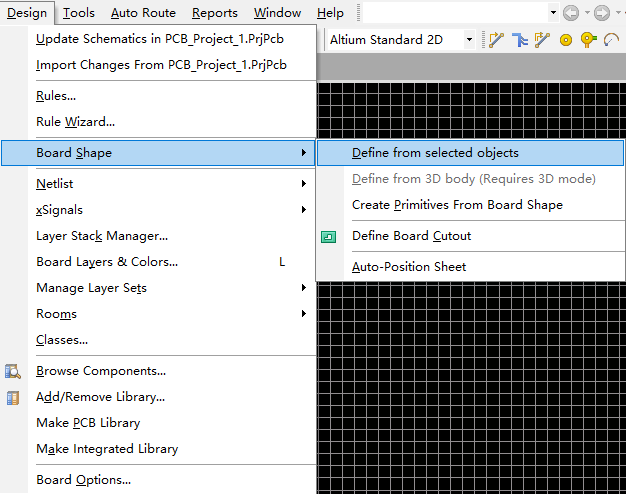 Design Tools Auto Route Reports Window Help
Update Schematics in PCB_Project_1.PrjPcb
Import Changes From PCB_Project_1.PrjPcb
Altium Standard 2D
Rules...
Rule Wizard...
Board Shape
Define from selected objects
Define from 3D body (Requires 3D mode)
Create Primitives From Board Shape
Define Board Cutout
Auto-Position Sheet
Netlist
xSignals
Layer Stack Manager...
Board Layers & Colors... L
Manage Layer Sets
Rooms
Classes...
Browse Components...
Add/Remove Library...
Make PCB Library
Make Integrated Library
Board Options...